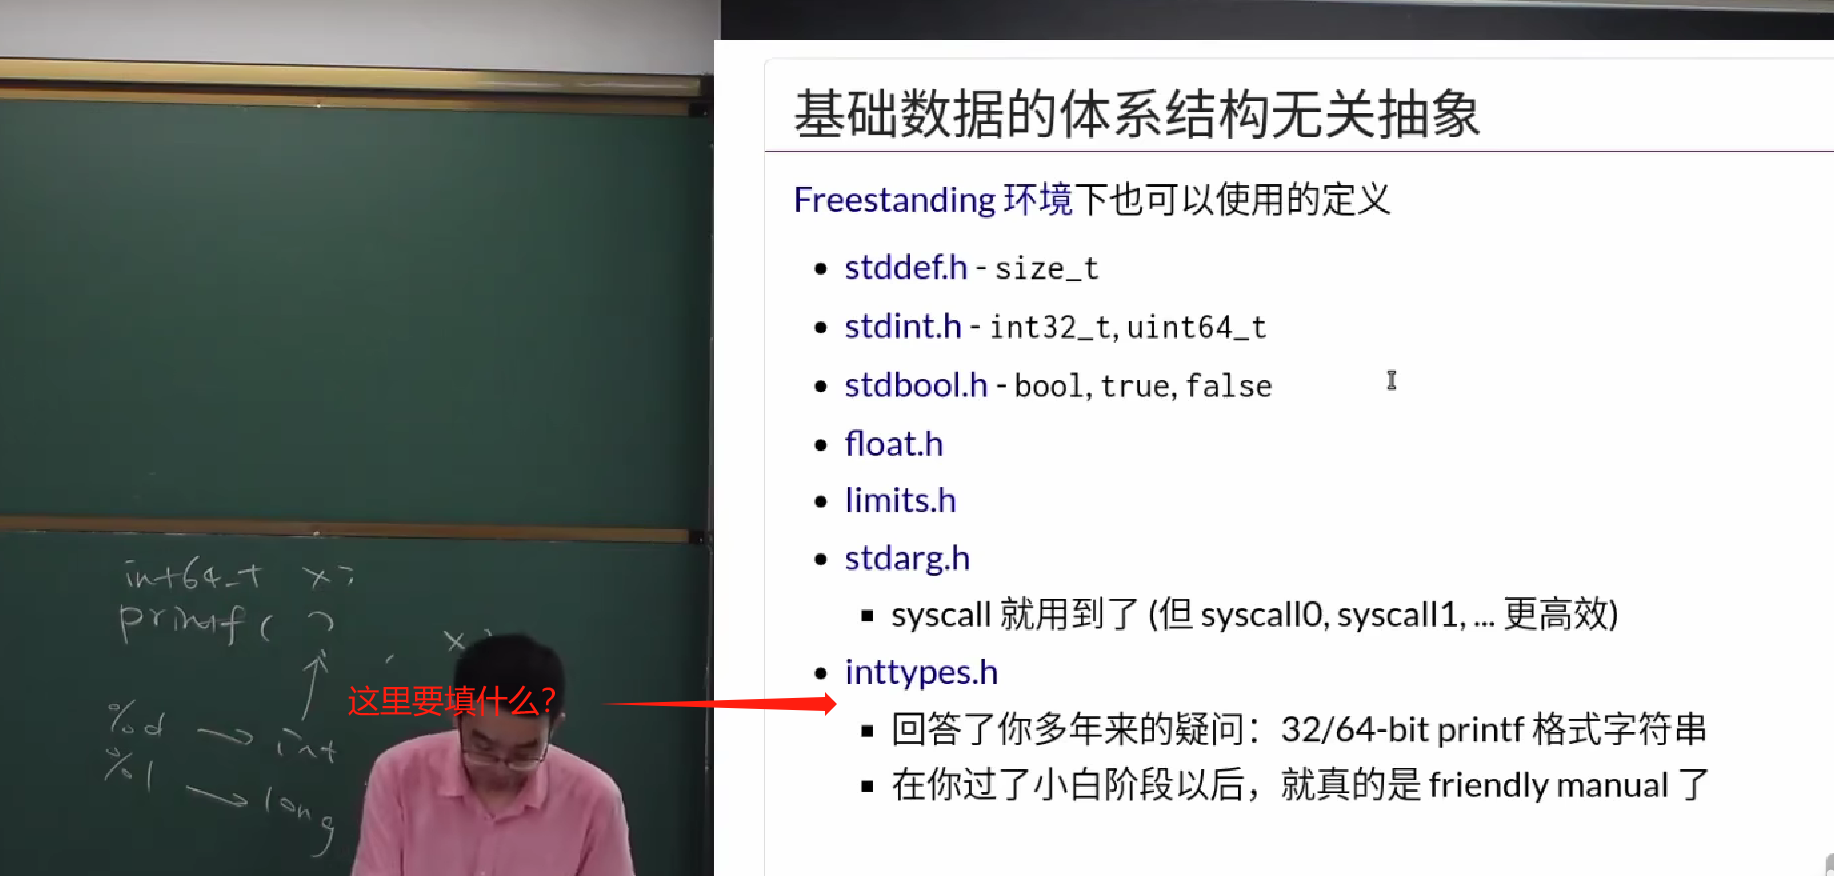 int64_t x;
printf(
x
%d → int
%l → long
这里要填什么？
基础数据的体系结构无关抽象
Freestanding 环境下也可以使用的定义
• stddef.h - size_t
• stdint.h - int32_t, uint64_t
• stdbool.h - bool, true, false
• float.h
• limits.h
• stdarg.h
▪ syscall 就用到了 (但 syscall0, syscall1, ... 更高效)
• inttypes.h
▪ 回答了你多年来的疑问：32/64-bit printf 格式字符串
▪ 在你过了小白阶段以后，就真的是 friendly manual 了